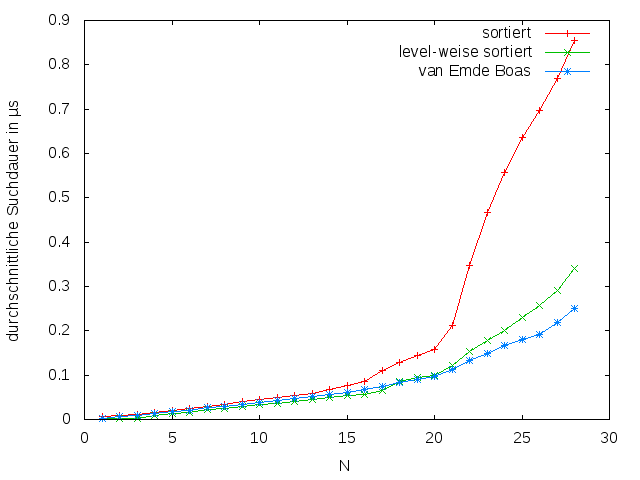 0.9
0.8
0.7
0.6
0.5
0.4
0.3
0.2
0.1
0
durchschnittliche Suchdauer in µs
sortiert
level-weise sortiert
van Emde Boas
0 5 10 15 20 25 30
N